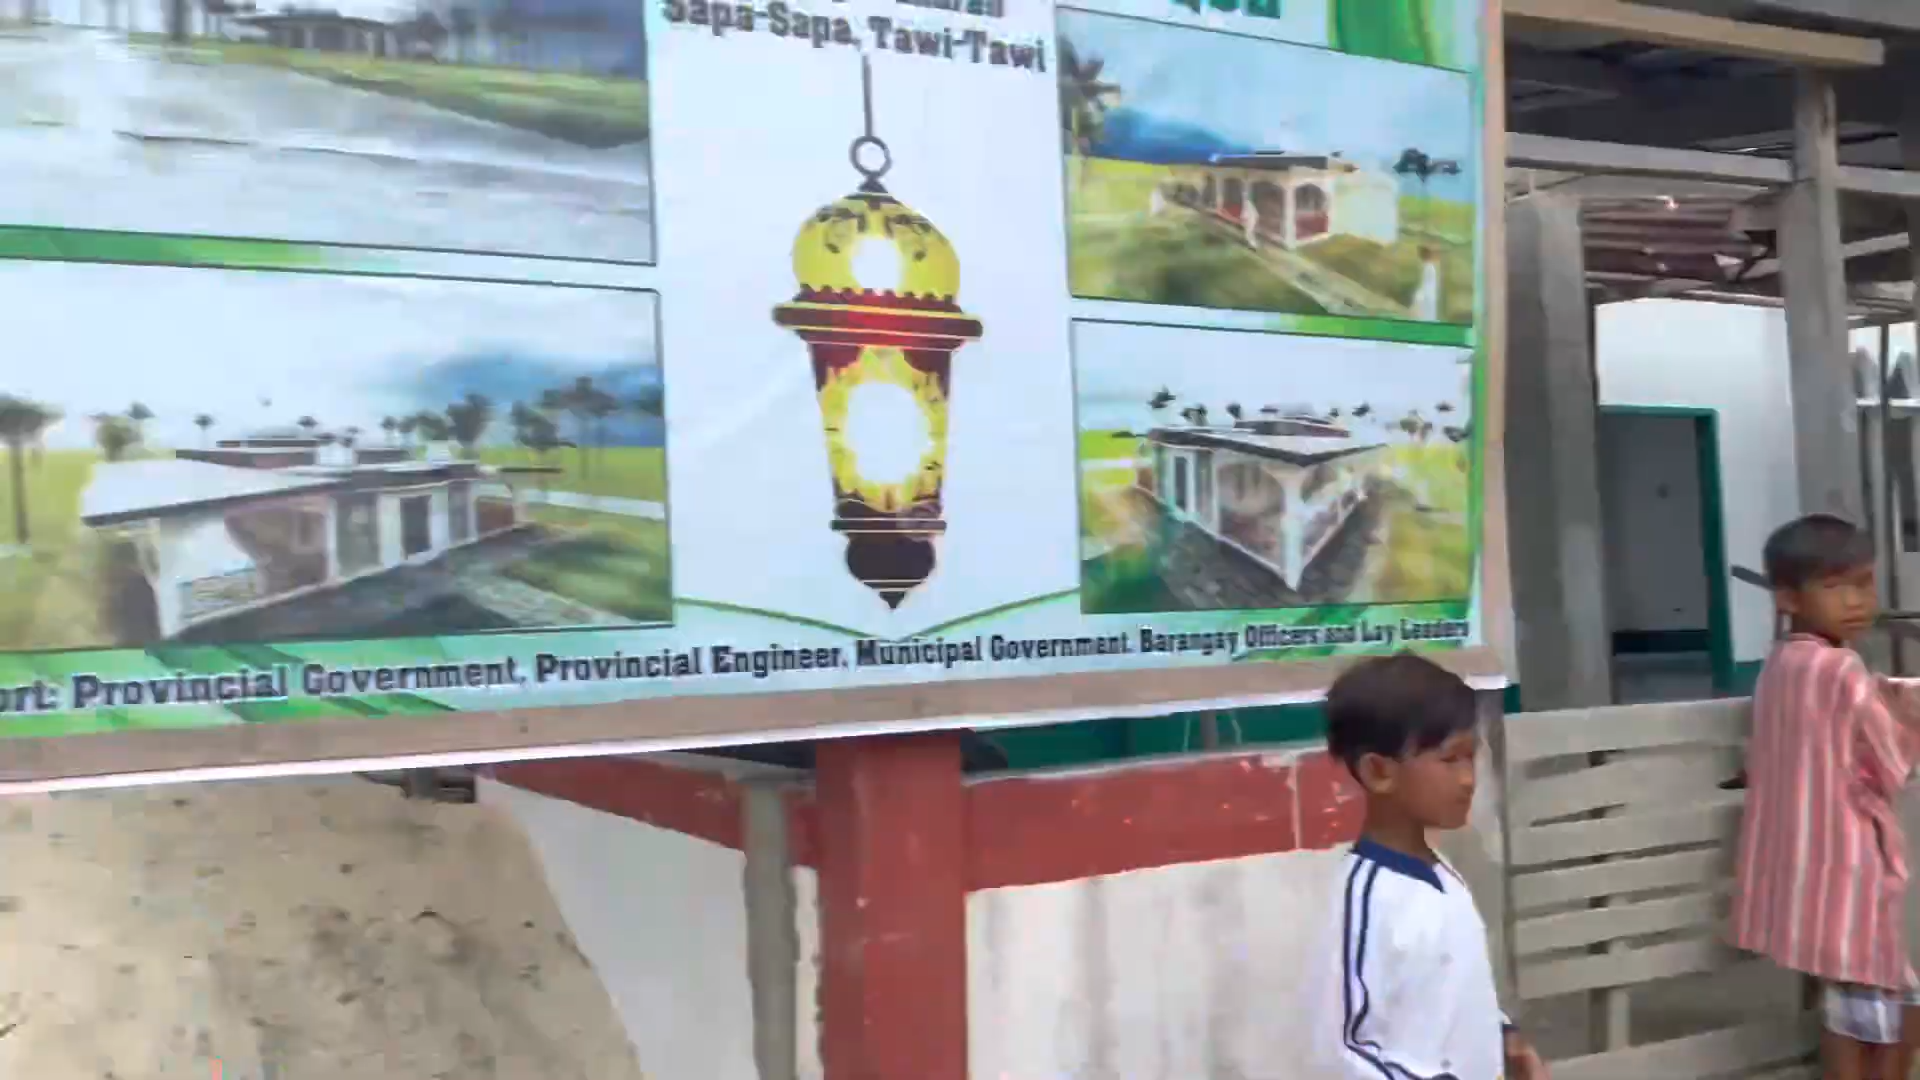 Sapa-Sapa, Tawi-Tawi
ort: Provincial Government, Provincial Engineer, Municipal Government, Barangay Officers and Lay Leaders